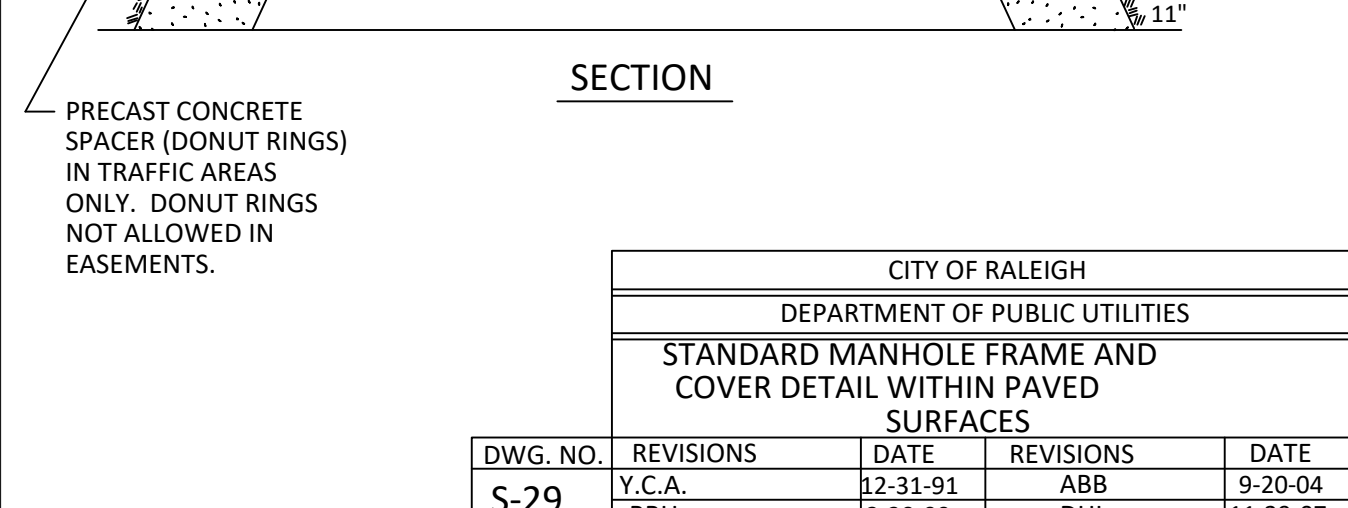 11"
SECTION
PRECAST CONCRETE
SPACER (DONUT RINGS)
IN TRAFFIC AREAS
ONLY. DONUT RINGS
NOT ALLOWED IN
EASEMENTS.
CITY OF RALEIGH
DEPARTMENT OF PUBLIC UTILITIES
STANDARD MANHOLE FRAME AND
COVER DETAIL WITHIN PAVED
SURFACES
DWG. NO. REVISIONS DATE REVISIONS DATE
S-29 Y.C.A. 12-31-91 ABB 9-20-04